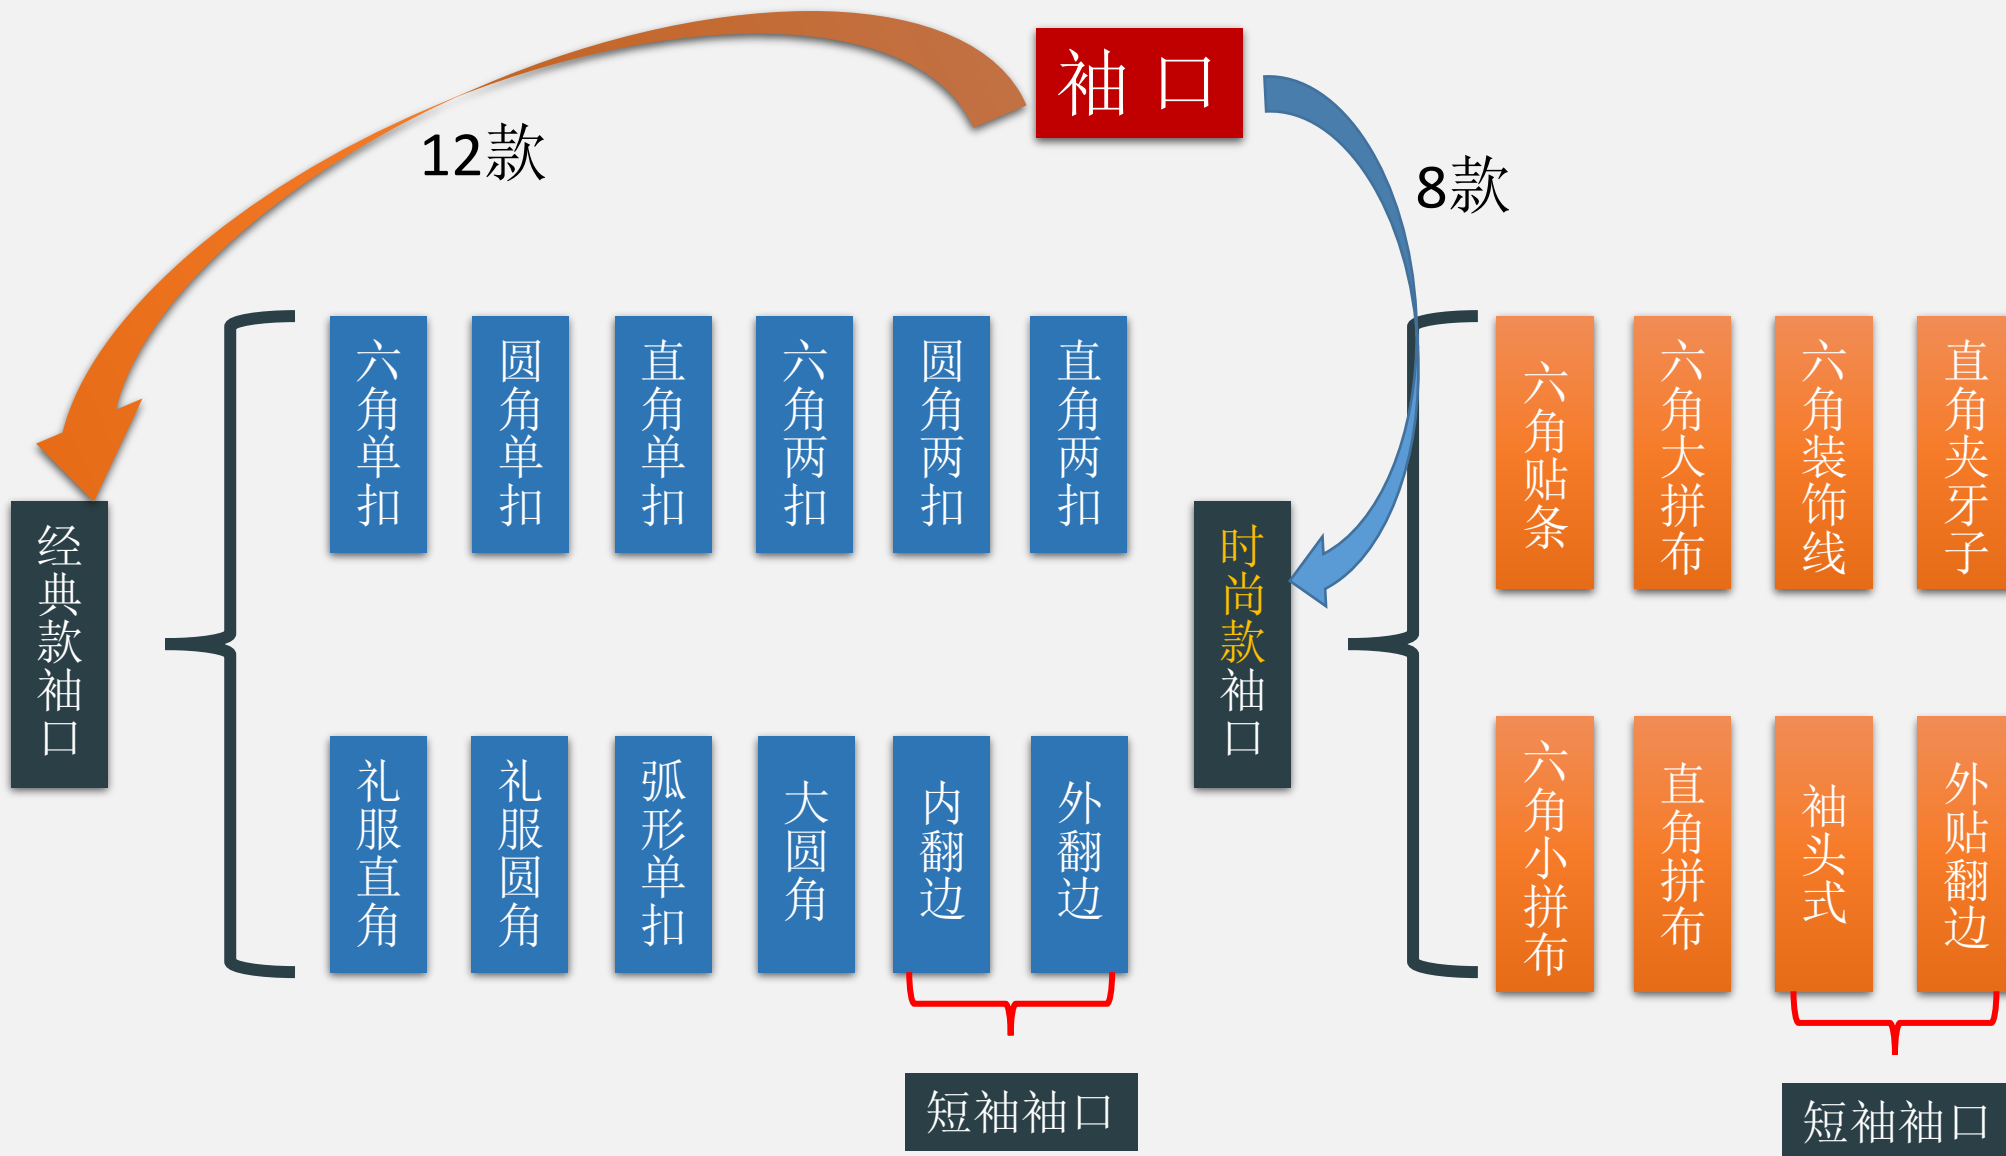 袖 口
12款
8款
经典款袖口
六角单扣
圆角单扣
直角单扣
六角两扣
圆角两扣
直角两扣
礼服直角
礼服圆角
弧形单扣
大圆角
内翻边
外翻边
短袖袖口
时尚款袖口
六角贴条
六角大拼布
六角装饰线
直角夹牙子
六角小拼布
直角拼布
袖头式
外贴翻边
短袖袖口